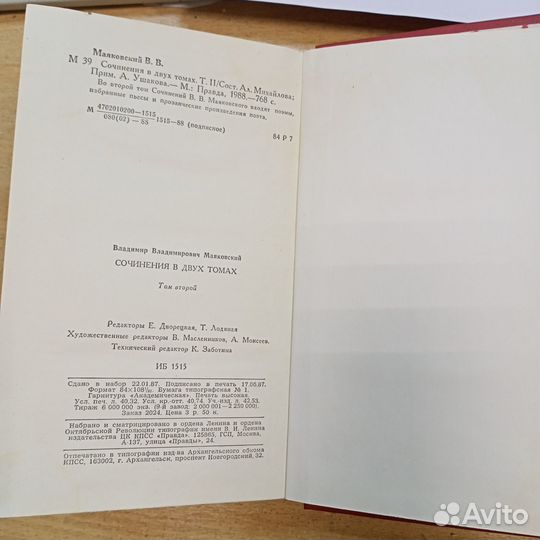 Маяковский В. В.
М 39 Сочинения в двух томах. Т. II/Сост. Ал. Михайлова;
Прим. А. Ушакова.— М.: Правда, 1988.—768 с.
Во второй том Сочинений В. В. Маяковского входят поэмы,
избранные пьесы и прозаические произведения поэта.
М 4702010200—1515
080(02)—88 1515—88 (подписное)
84 Р 7
Владимир Владимирович Маяковский
СОЧИНЕНИЯ В ДВУХ ТОМАХ
Том второй
Редакторы Е. Дворецкая, Т. Лодяная
Художественные редакторы В. Масленников, А. Моисеев.
Технический редактор К. Заботина
ИБ 1515
Сдано в набор 22.01.87. Подписано в печать 17.06.87.
Формат 84×108¹/₃₂. Бумага типографская № 1.
Гарнитура «Академическая». Печать высокая.
Усл. печ. л. 40,32. Усл. кр.-отт. 40,74. Уч.-изд. л. 42,53.
Тираж 6 000 000 экз. (9-й завод: 2 000 001—2 250 000).
Заказ 2024. Цена 3 р. 50 к.
Набрано и сматрицировано в ордена Ленина и ордена
Октябрьской Революции типографии имени В. И. Ленина
издательства ЦК КПСС «Правда». 125865, ГСП, Москва,
А-137, улица «Правды», 24.
Отпечатано в типографии изд-ва Архангельского обкома
КПСС, 163002, г. Архангельск, проспект Новгородский, 32.
Avito